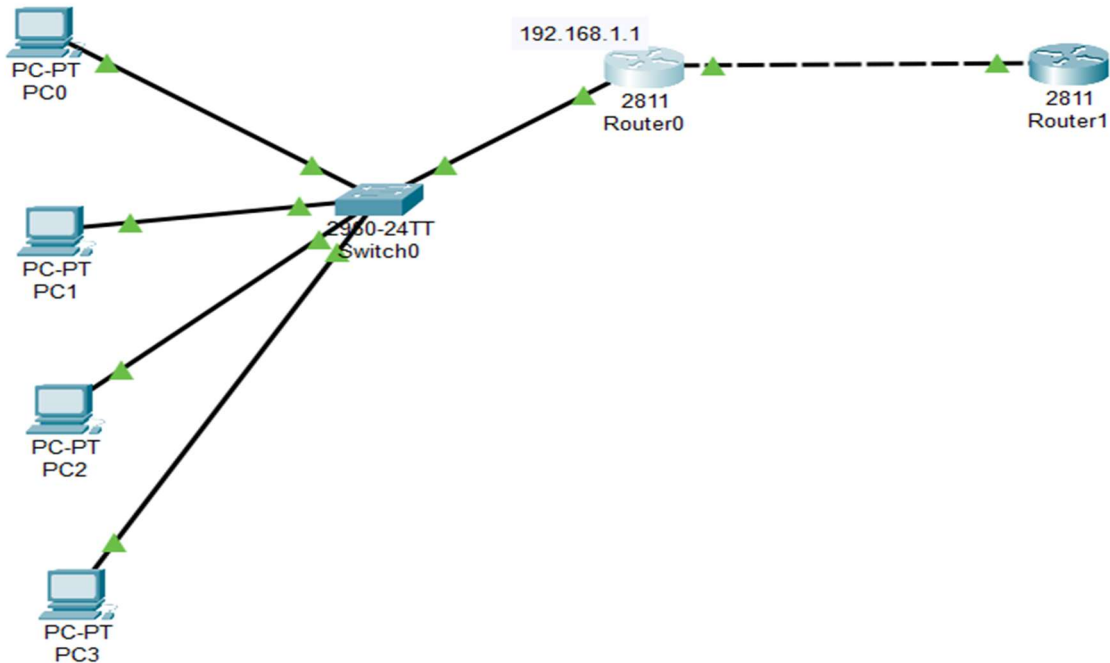 PC-PT
PC0
192.168.1.1
2811
Router0
2811
Router1
2950-24TT
Switch0
PC-PT
PC1
PC-PT
PC2
PC-PT
PC3